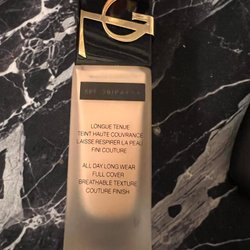 LONGUE TENUE
TEINT HAUTE COUVRANCE
LAISSE RESPIRER LA PEAU
FINI COUTURE
ALL DAY LONG WEAR
FULL COVER
BREATHABLE TEXTURE
COUTURE FINISH